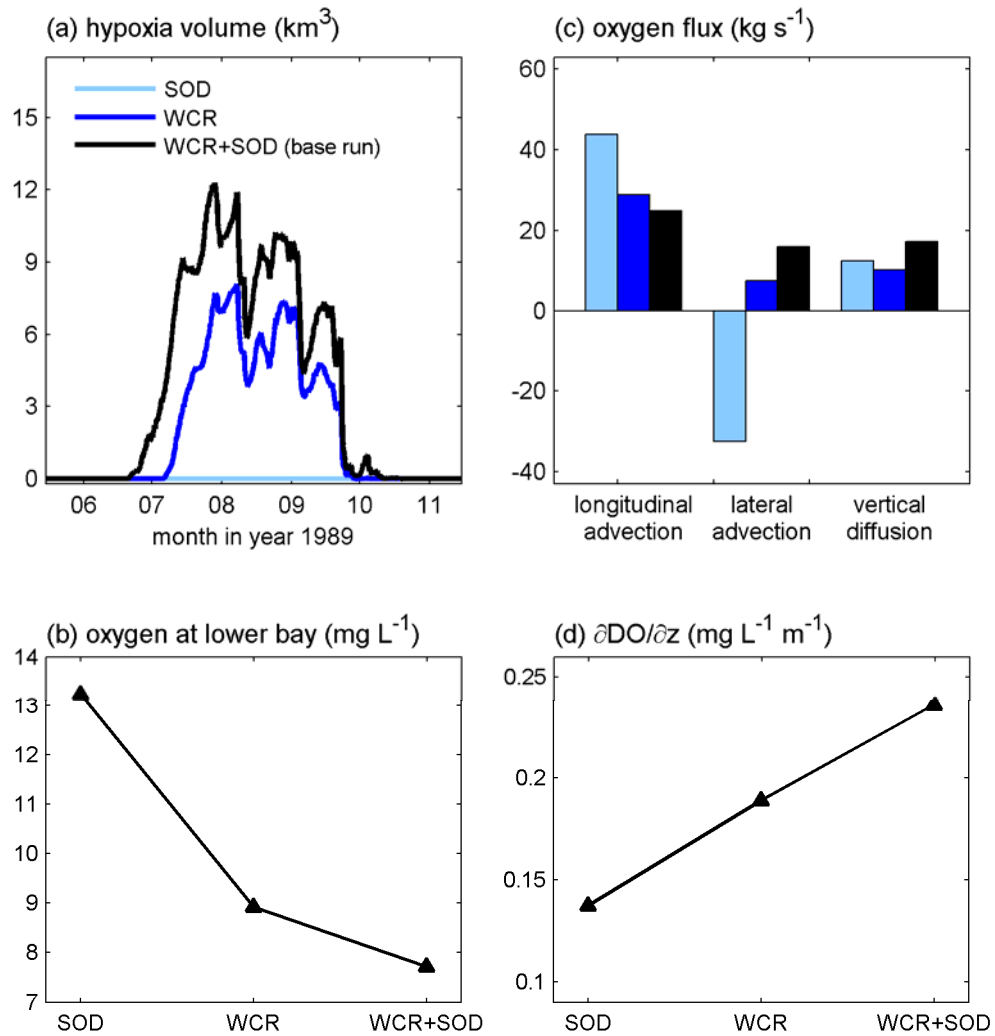 (a) hypoxia volume (km³)
SOD
WCR
WCR+SOD (base run)
15
12
9
6
3
0
06 07 08 09 10 11
month in year 1989
(c) oxygen flux (kg s⁻¹)
60
40
20
0
-20
-40
longitudinal lateral vertical
advection advection diffusion
(b) oxygen at lower bay (mg L⁻¹)
14
13
12
11
10
9
8
7
SOD WCR WCR+SOD
(d) ∂DO/∂z (mg L⁻¹ m⁻¹)
0.25
0.2
0.15
0.1
SOD WCR WCR+SOD